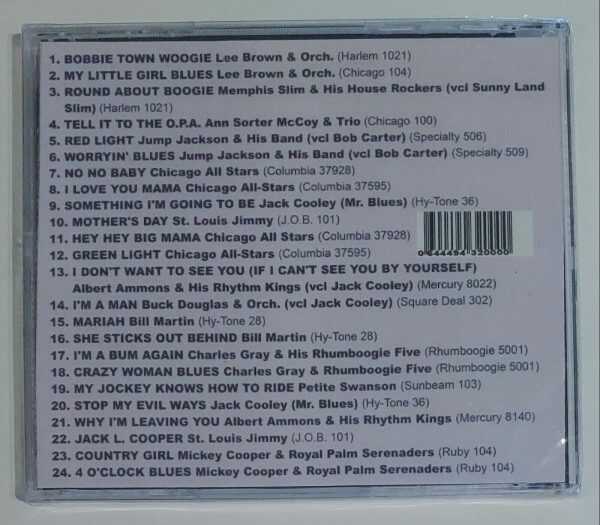 1. BOBBIE TOWN WOOGIE Lee Brown & Orch. (Harlem 1021)
2. MY LITTLE GIRL BLUES Lee Brown & Orch. (Chicago 104)
3. ROUND ABOUT BOOGIE Memphis Slim & His House Rockers (vcl Sunny Land
Slim) (Harlem 1021)
4. TELL IT TO THE O.P.A. Ann Sorter McCoy & Trio (Chicago 100)
5. RED LIGHT Jump Jackson & His Band (vcl Bob Carter) (Specialty 506)
6. WORRYIN' BLUES Jump Jackson & His Band (vcl Bob Carter) (Specialty 509)
7. NO NO BABY Chicago All Stars (Columbia 37928)
8. I LOVE YOU MAMA Chicago All-Stars (Columbia 37595)
9. SOMETHING I'M GOING TO BE Jack Cooley (Mr. Blues) (Hy-Tone 36)
10. MOTHER'S DAY St. Louis Jimmy (J.O.B. 101)
11. HEY HEY BIG MAMA Chicago All Stars (Columbia 37928)
12. GREEN LIGHT Chicago All-Stars (Columbia 37595)
0 644494 320000
13. I DON'T WANT TO SEE YOU (IF I CAN'T SEE YOU BY YOURSELF)
Albert Ammons & His Rhythm Kings (vcl Jack Cooley) (Mercury 8022)
14. I'M A MAN Buck Douglas & Orch. (vcl Jack Cooley) (Square Deal 302)
15. MARIAH Bill Martin (Hy-Tone 28)
16. SHE STICKS OUT BEHIND Bill Martin (Hy-Tone 28)
17. I'M A BUM AGAIN Charles Gray & His Rhumboogie Five (Rhumboogie 5001)
18. CRAZY WOMAN BLUES Charles Gray & Rhumboogie Five (Rhumboogie 5001)
19. MY JOCKEY KNOWS HOW TO RIDE Petite Swanson (Sunbeam 103)
20. STOP MY EVIL WAYS Jack Cooley (Mr. Blues) (Hy-Tone 36)
21. WHY I'M LEAVING YOU Albert Ammons & His Rhythm Kings (Mercury 8140)
22. JACK L. COOPER St. Louis Jimmy (J.O.B. 101)
23. COUNTRY GIRL Mickey Cooper & Royal Palm Serenaders (Ruby 104)
24. 4 O'CLOCK BLUES Mickey Cooper & Royal Palm Serenaders (Ruby 104)